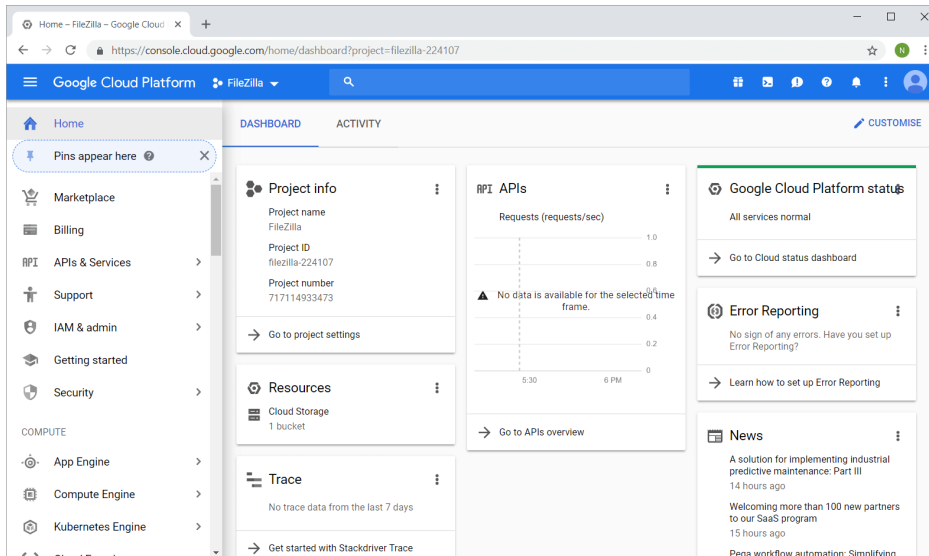 Home – FileZilla – Google Cloud
https://console.cloud.google.com/home/dashboard?project=filezilla-224107
N
Google Cloud Platform
FileZilla
Home
Pins appear here
Marketplace
Billing
API
APIs & Services
Support
IAM & admin
Getting started
Security
COMPUTE
App Engine
Compute Engine
Kubernetes Engine
DASHBOARD
ACTIVITY
CUSTOMISE
Project info
Project name
FileZilla
Project ID
filezilla-224107
Project number
717114933473
Go to project settings
Resources
Cloud Storage
1 bucket
Trace
No trace data from the last 7 days
Get started with Stackdriver Trace
API APIs
Requests (requests/sec)
1.0
0.8
0.6
No data is available for the selected time
frame.
0.4
0.2
0
5:30
6 PM
Go to APIs overview
Google Cloud Platform status
All services normal
Go to Cloud status dashboard
Error Reporting
No sign of any errors. Have you set up
Error Reporting?
Learn how to set up Error Reporting
News
A solution for implementing industrial
predictive maintenance: Part III
14 hours ago
Welcoming more than 100 new partners
to our SaaS program
15 hours ago
Pega workflow automation: Simplifying